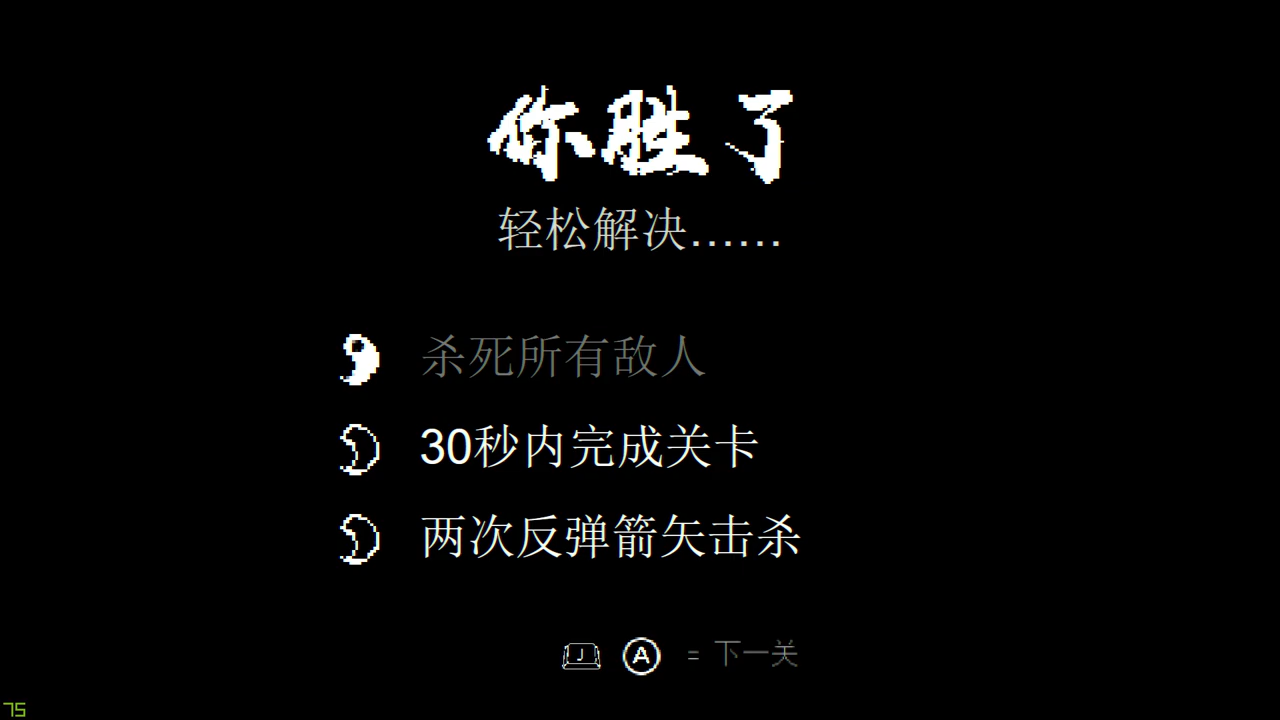 你胜了
轻松解决……
杀死所有敌人
30秒内完成关卡
两次反弹箭矢击杀
J A = 下一关
75